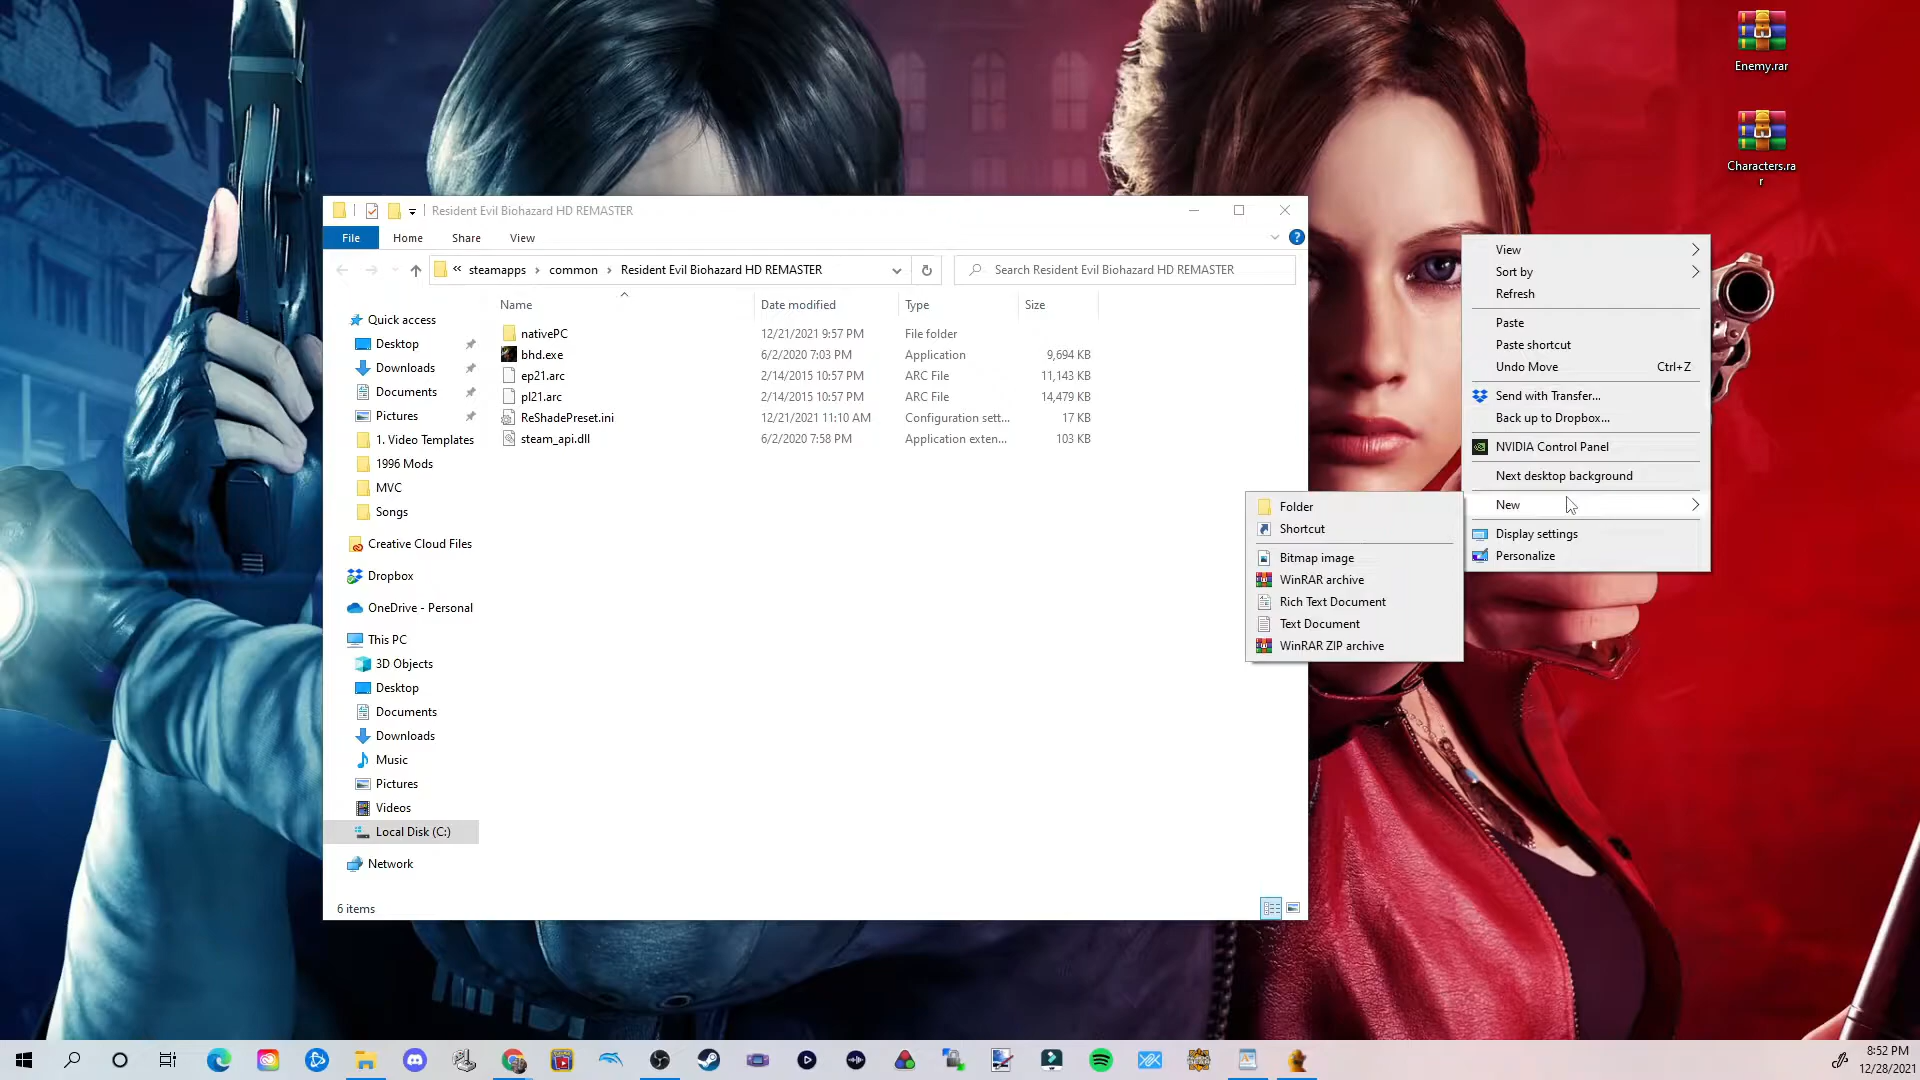 Enemy.rar
Characters.ra
r
Resident Evil Biohazard HD REMASTER
File Home Share View
« steamapps › common › Resident Evil Biohazard HD REMASTER
Search Resident Evil Biohazard HD REMASTER
Name Date modified Type Size
nativePC 12/21/2021 9:57 PM File folder
bhd.exe 6/2/2020 7:03 PM Application 9,694 KB
ep21.arc 2/14/2015 10:57 PM ARC File 11,143 KB
pl21.arc 2/14/2015 10:57 PM ARC File 14,479 KB
ReShadePreset.ini 12/21/2021 11:10 AM Configuration sett... 17 KB
steam_api.dll 6/2/2020 7:58 PM Application exten... 103 KB
Quick access
Desktop
Downloads
Documents
Pictures
1. Video Templates
1996 Mods
MVC
Songs
Creative Cloud Files
Dropbox
OneDrive - Personal
This PC
3D Objects
Desktop
Documents
Downloads
Music
Pictures
Videos
Local Disk (C:)
Network
6 items
View
Sort by
Refresh
Paste
Paste shortcut
Undo Move Ctrl+Z
Send with Transfer...
Back up to Dropbox...
NVIDIA Control Panel
Next desktop background
New
Display settings
Personalize
Folder
Shortcut
Bitmap image
WinRAR archive
Rich Text Document
Text Document
WinRAR ZIP archive
8:52 PM
12/28/2021